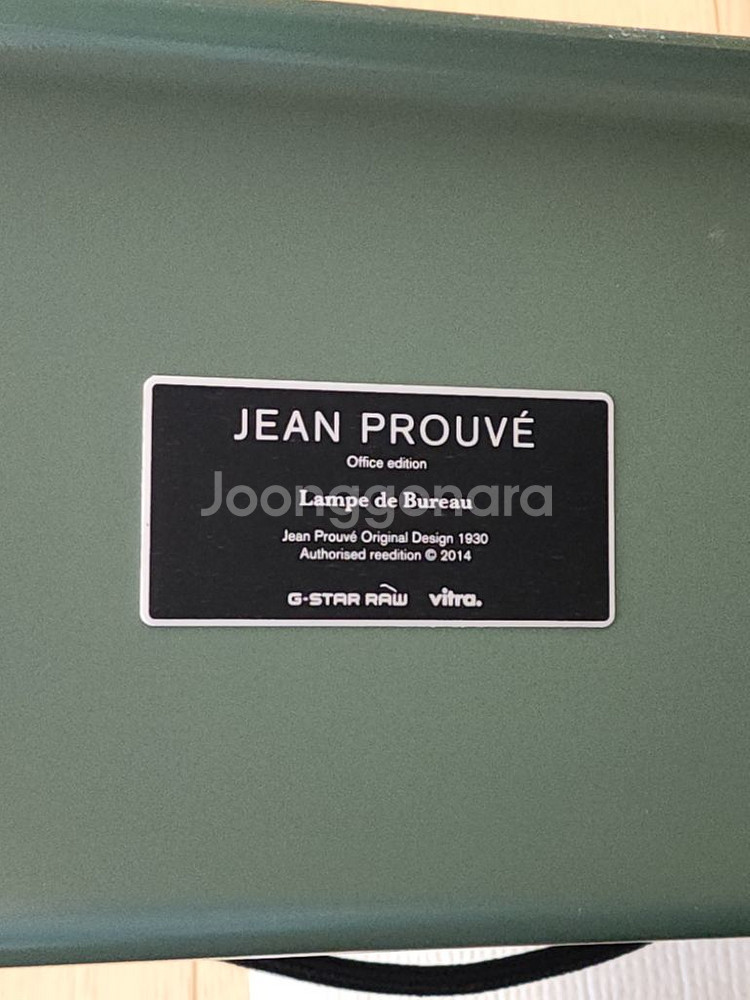 JEAN PROUVÉ
Office edition
Lampe de Bureau
Joonggonara
Jean Prouvé Original Design 1930
Authorised reedition © 2014
G-STAR RAW vitra.